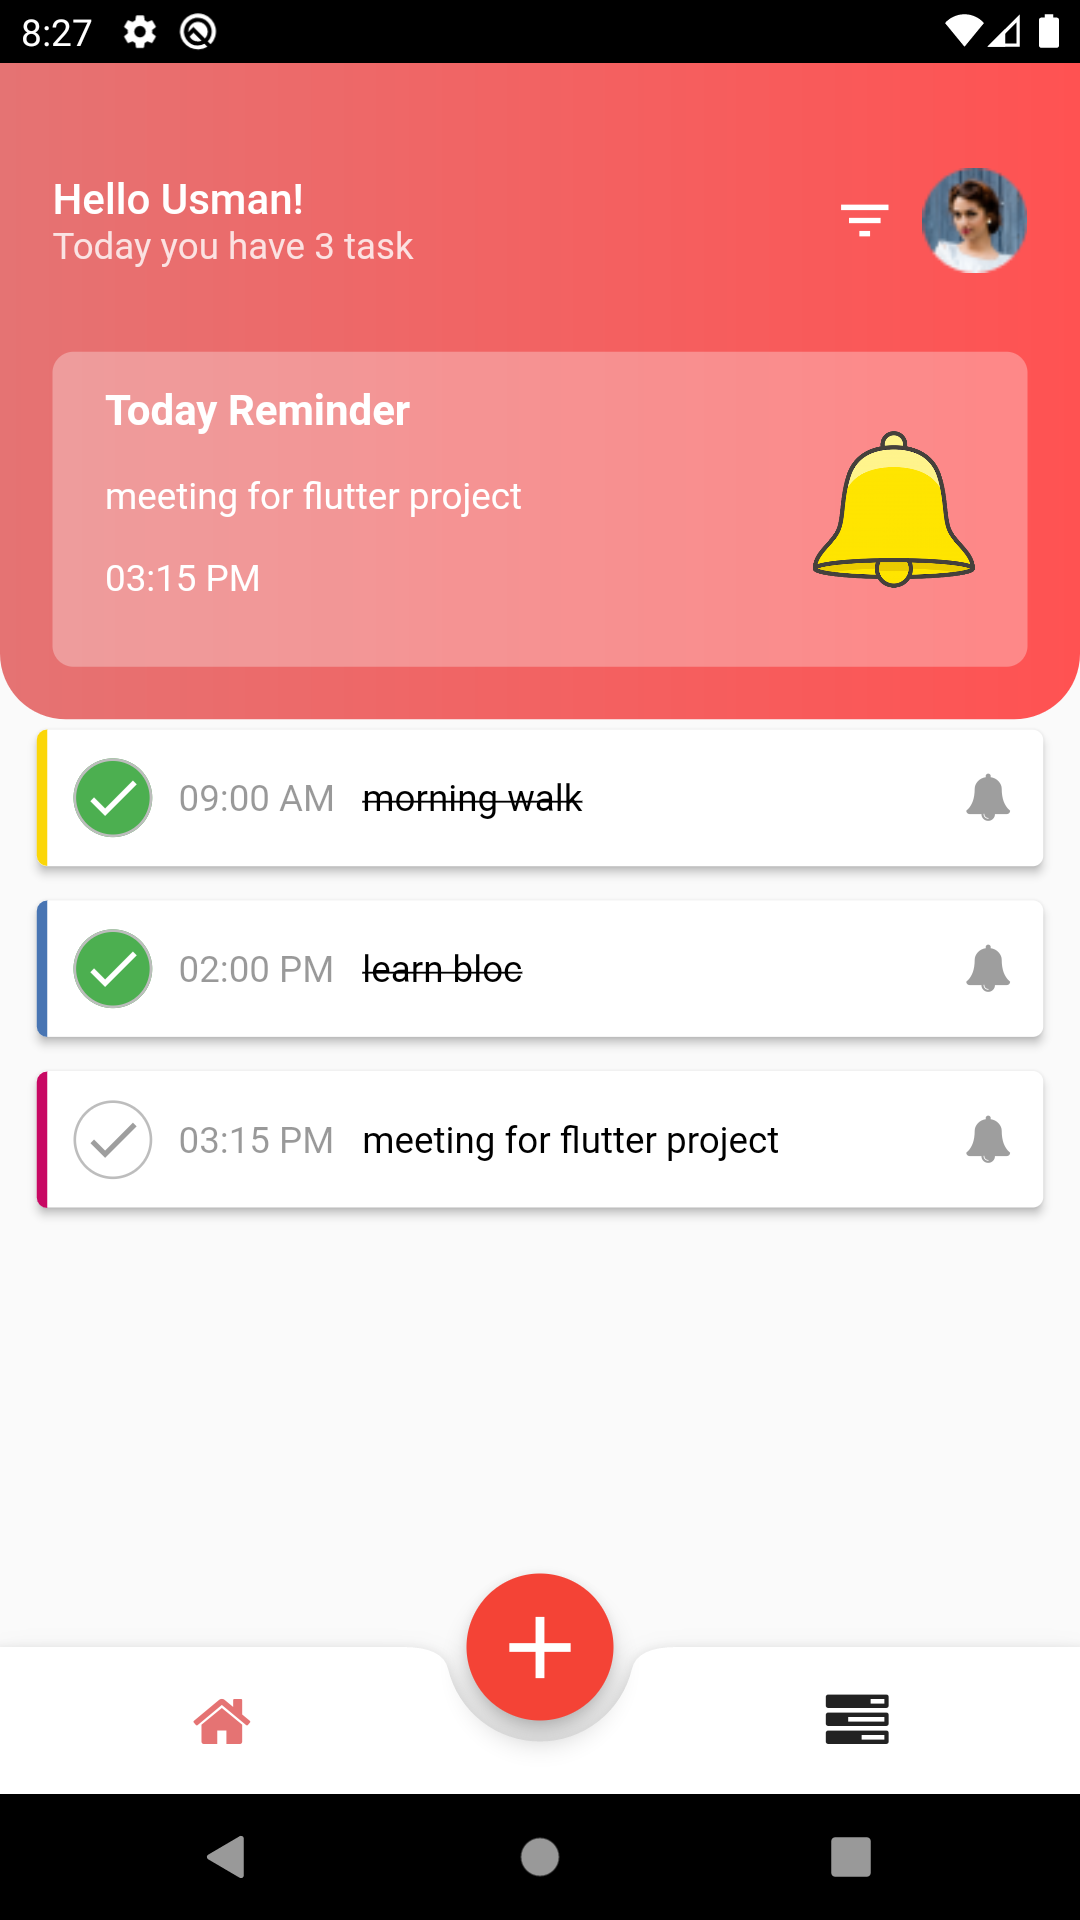 8:27
Hello Usman!
Today you have 3 task
Today Reminder
meeting for flutter project
03:15 PM
09:00 AM morning walk
02:00 PM learn bloc
03:15 PM meeting for flutter project